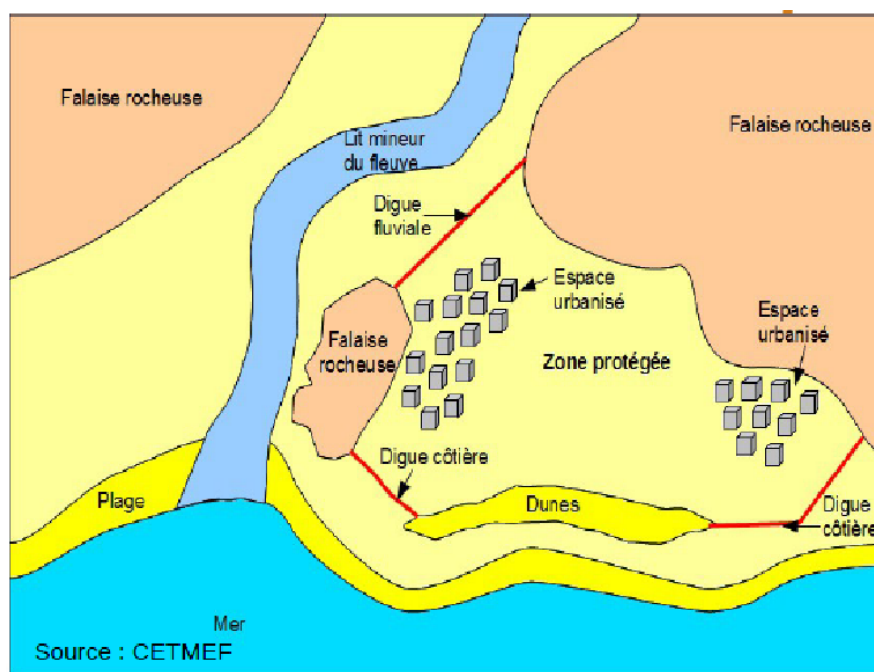 Falaise rocheuse
Falaise rocheuse
Lit mineur
du fleuve
Digue
fluviale
Espace
urbanisé
Espace
urbanisé
Falaise
rocheuse
Zone protégée
Digue côtière
Plage
Dunes
Digue
côtière
Mer
Source : CETMEF